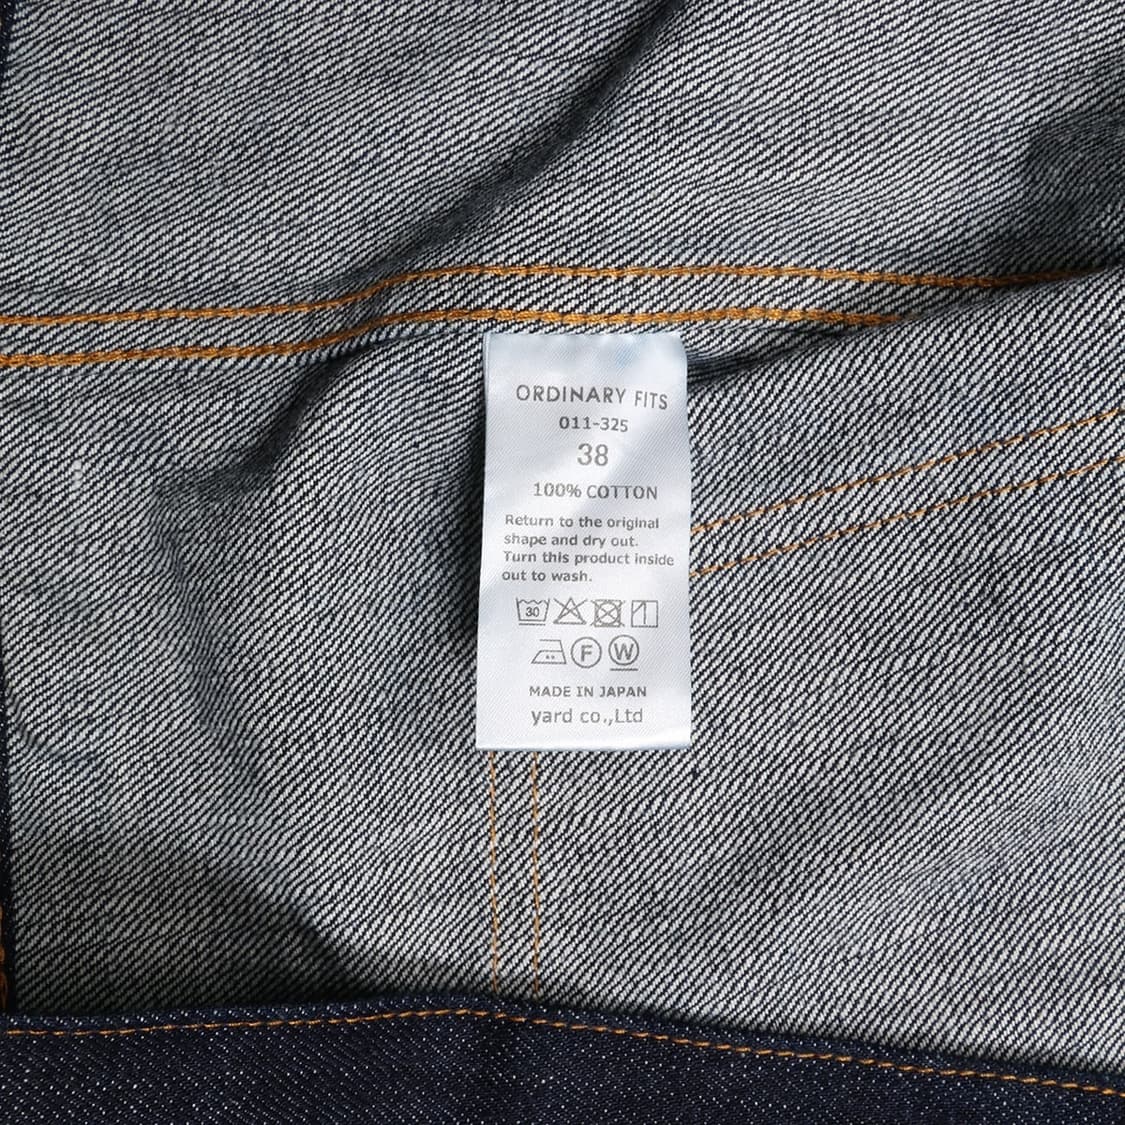 ORDINARY FITS
011-325
38
100% COTTON
Return to the original
shape and dry out.
Turn this product inside
out to wash.
30
F W
MADE IN JAPAN
yard co.,Ltd